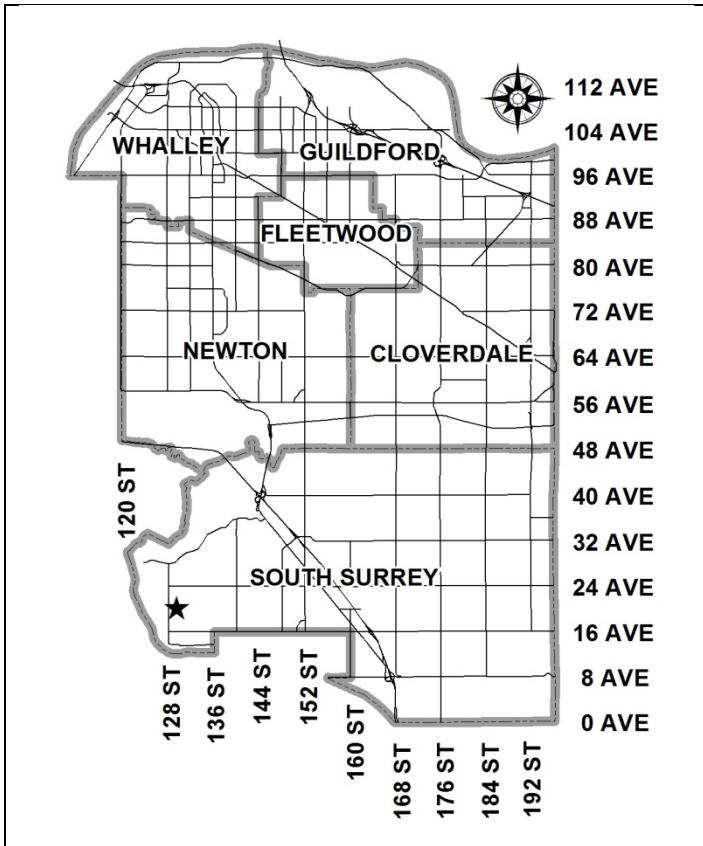 112 AVE
104 AVE
WHALLEY
GUILDFORD
96 AVE
88 AVE
FLEETWOOD
80 AVE
72 AVE
NEWTON
CLOVERDALE
64 AVE
56 AVE
48 AVE
120 ST
40 AVE
32 AVE
SOUTH SURREY
24 AVE
16 AVE
128 ST
136 ST
144 ST
152 ST
160 ST
8 AVE
0 AVE
168 ST
176 ST
184 ST
192 ST